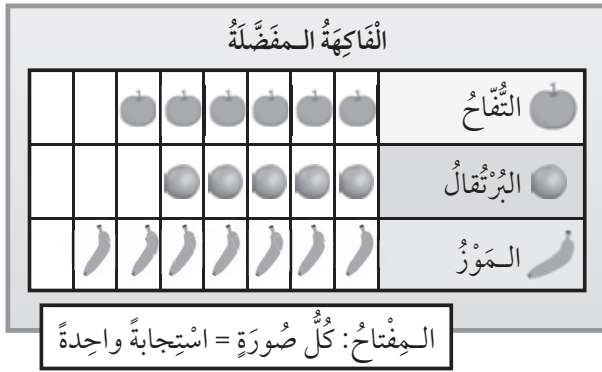 الْفَاكِهَةُ الـمفَضَّلَةُ
التُّفّاحُ
البُرْتُقالُ
الـمَوْزُ
الـمِفْتاحُ: كُلُّ صُورَةٍ = اسْتِجابةً واحِدةً